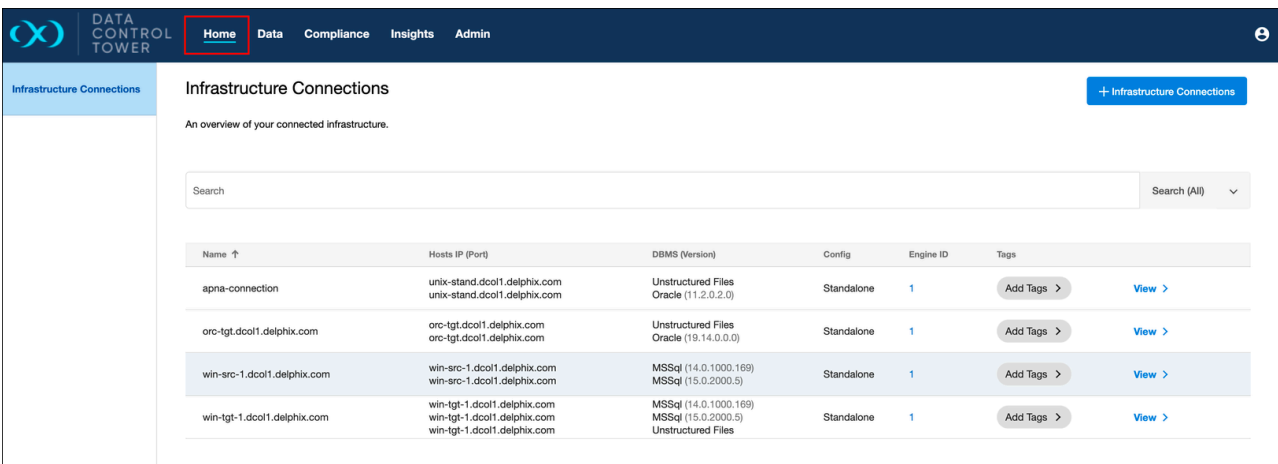 DATA
CONTROL
TOWER
Home Data Compliance Insights Admin
Infrastructure Connections
Infrastructure Connections
+ Infrastructure Connections
An overview of your connected infrastructure.
Search
Search (All)
Name ↑ Hosts IP (Port) DBMS (Version) Config Engine ID Tags
apna-connection unix-stand.dcol1.delphix.com Unstructured Files Standalone 1 Add Tags > View >
unix-stand.dcol1.delphix.com Oracle (11.2.0.2.0)
orc-tgt.dcol1.delphix.com orc-tgt.dcol1.delphix.com Unstructured Files Standalone 1 Add Tags > View >
orc-tgt.dcol1.delphix.com Oracle (19.14.0.0.0)
win-src-1.dcol1.delphix.com win-src-1.dcol1.delphix.com MSSql (14.0.1000.169) Standalone 1 Add Tags > View >
win-src-1.dcol1.delphix.com MSSql (15.0.2000.5)
win-tgt-1.dcol1.delphix.com win-tgt-1.dcol1.delphix.com MSSql (14.0.1000.169) Standalone 1 Add Tags > View >
win-tgt-1.dcol1.delphix.com MSSql (15.0.2000.5)
win-tgt-1.dcol1.delphix.com Unstructured Files